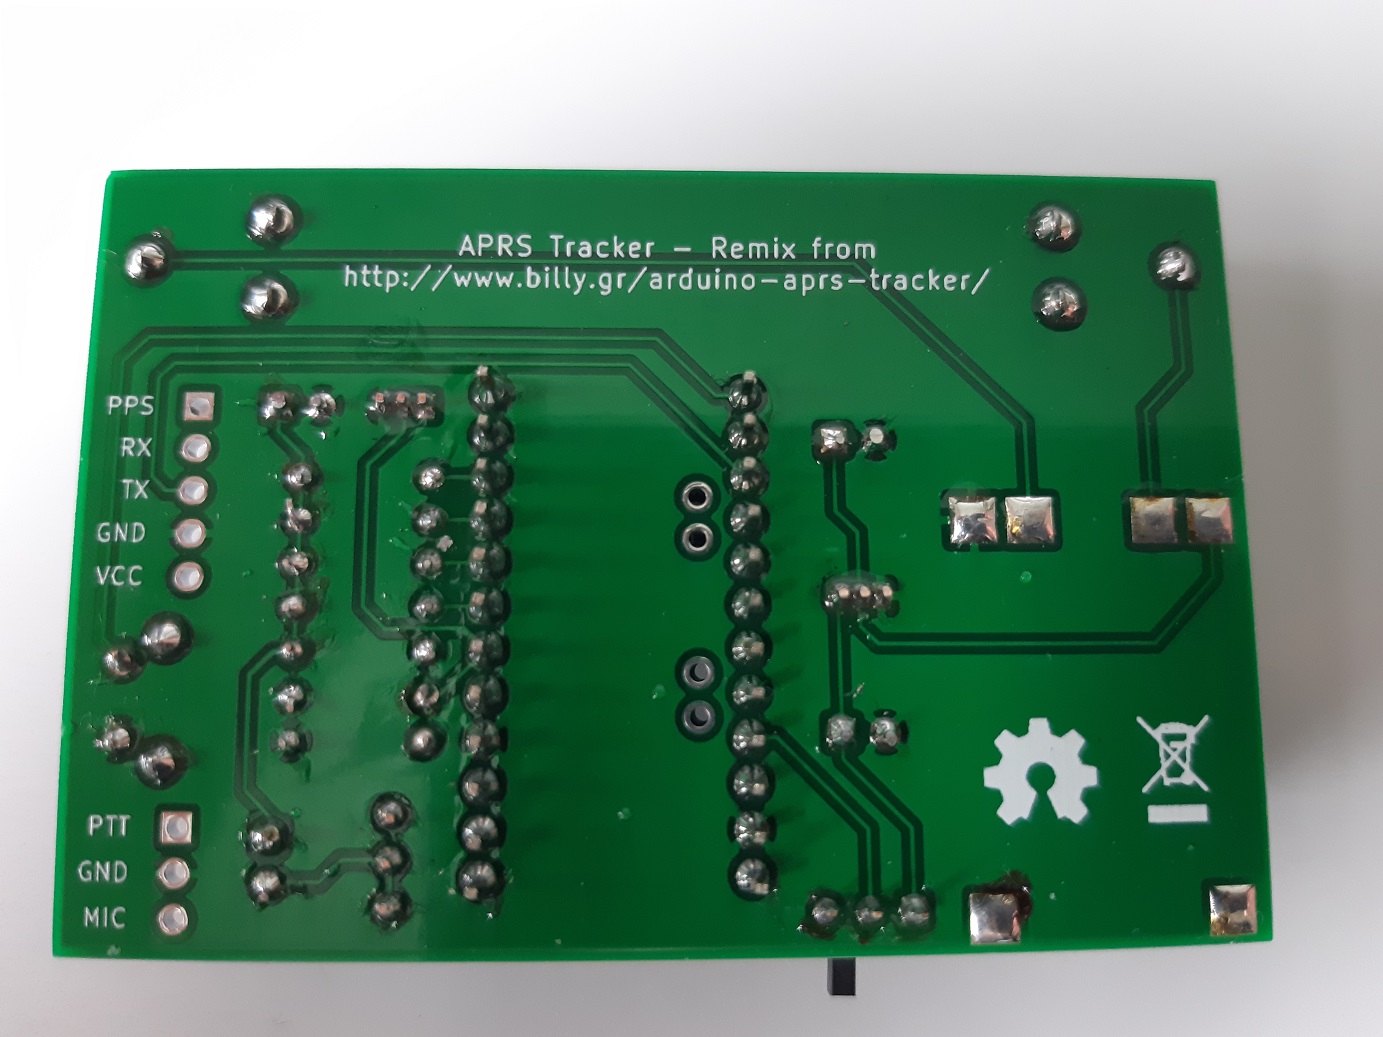 APRS Tracker - Remix from
http://www.billy.gr/arduino-aprs-tracker/
PPS
RX
TX
GND
VCC
PTT
GND
MIC